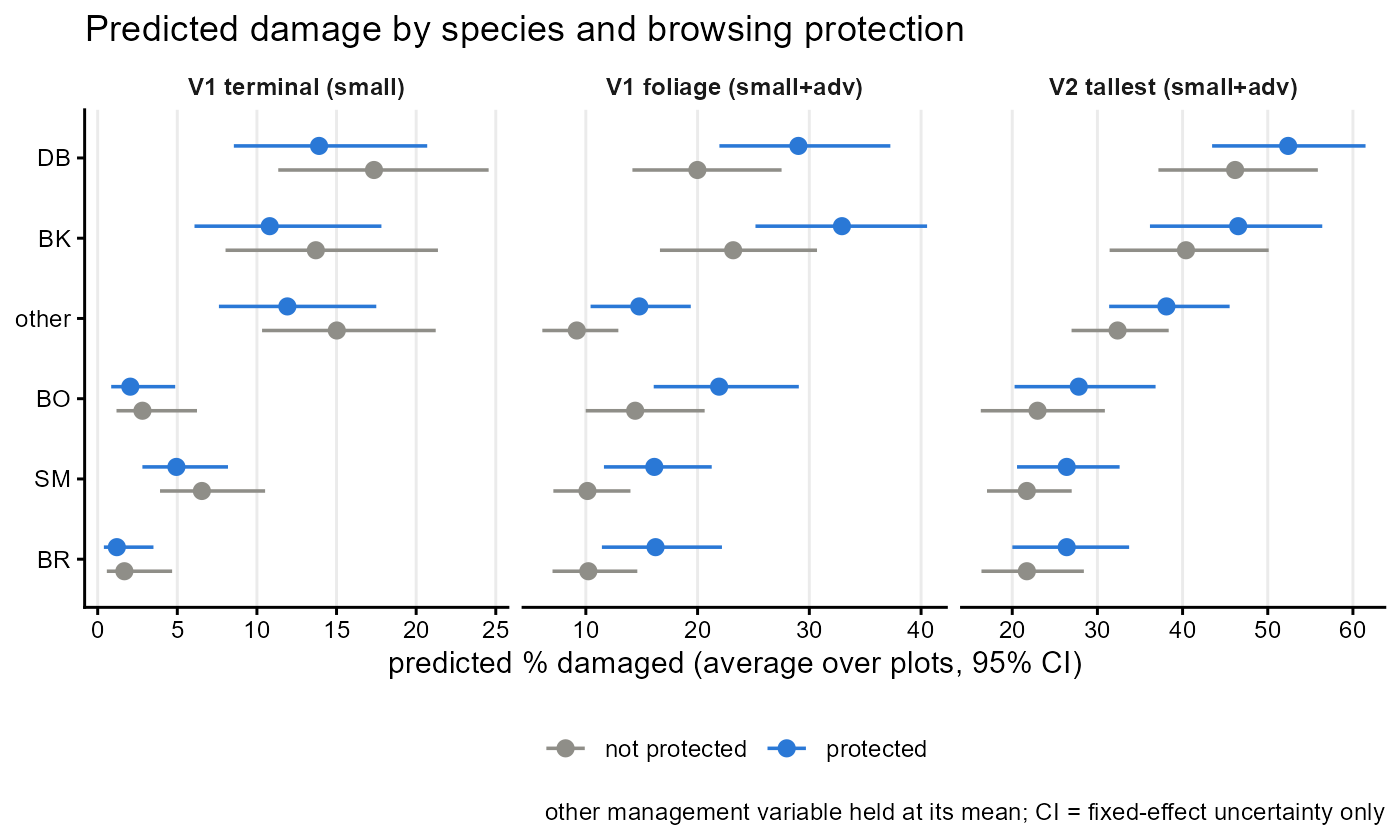 Predicted damage by species and browsing protection
V1 terminal (small)
V1 foliage (small+adv)
V2 tallest (small+adv)
DB
BK
other
BO
SM
BR
0 5 10 15 20 25
10 20 30 40
20 30 40 50 60
predicted % damaged (average over plots, 95% CI)
not protected protected
other management variable held at its mean; CI = fixed-effect uncertainty only